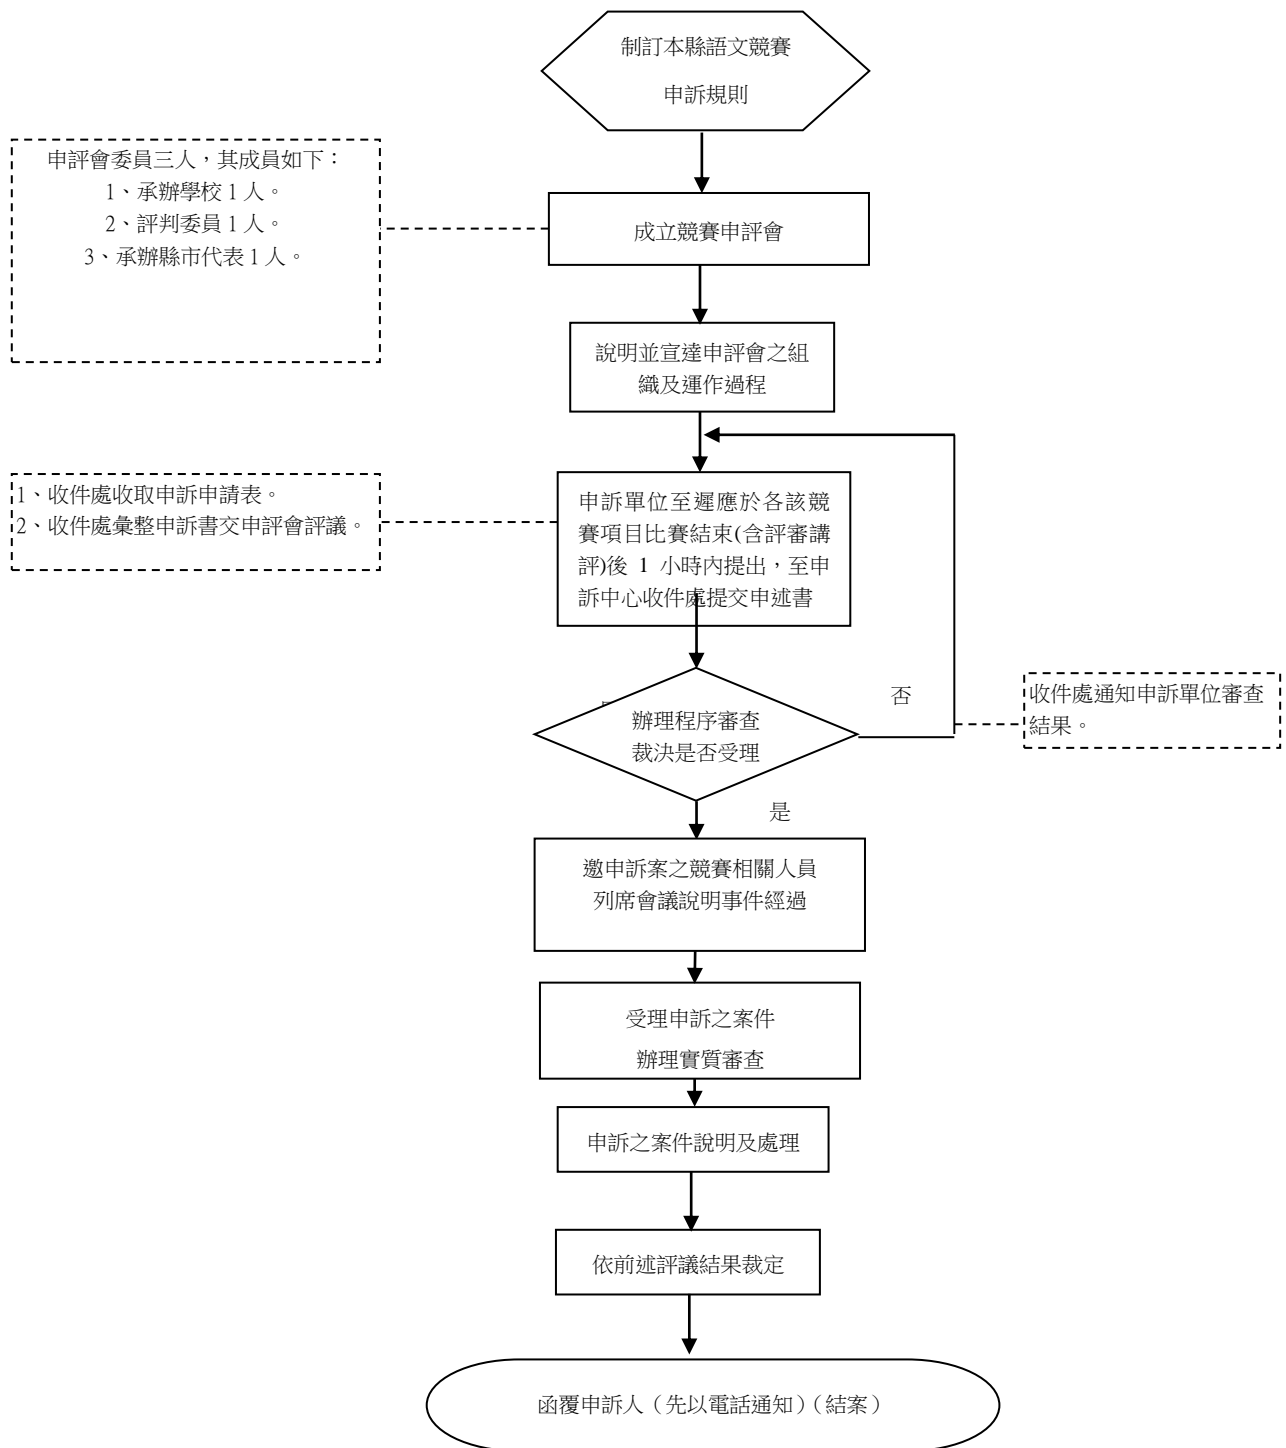 制訂本縣語文競賽
申訴規則
申評會委員三人，其成員如下：
1、承辦學校 1 人。
2、評判委員 1 人。
3、承辦縣市代表 1 人。
成立競賽申評會
說明並宣達申評會之組
織及運作過程
1、收件處收取申訴申請表。
2、收件處彙整申訴書交申評會評議。
申訴單位至遲應於各該競
賽項目比賽結束(含評審講
評)後 1 小時內提出，至申
訴中心收件處提交申述書
辦理程序審查
裁決是否受理
否
收件處通知申訴單位審查
結果。
是
邀申訴案之競賽相關人員
列席會議說明事件經過
受理申訴之案件
辦理實質審查
申訴之案件說明及處理
依前述評議結果裁定
函覆申訴人（先以電話通知）（結案）